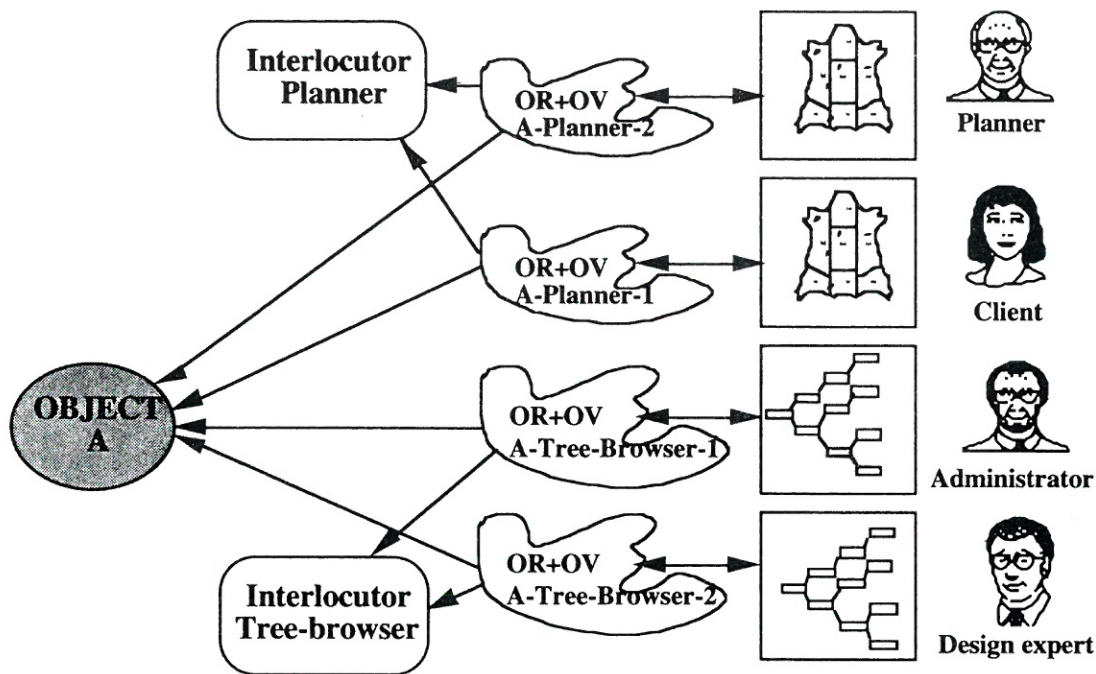 Interlocutor
Planner
OR+OV
A-Planner-2
Planner
OR+OV
A-Planner-1
Client
OBJECT
A
OR+OV
A-Tree-Browser-1
Administrator
Interlocutor
Tree-browser
OR+OV
A-Tree-Browser-2
Design expert